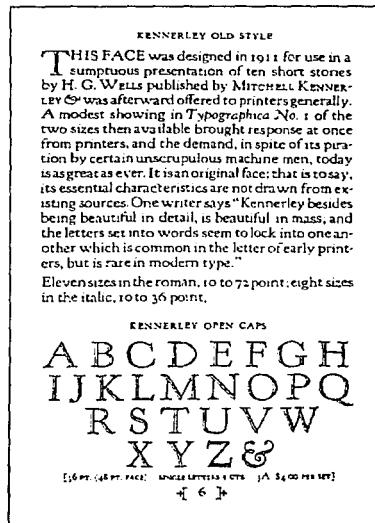 KENNERLEY OLD STYLE
THIS FACE was designed in 1911 for use in a
sumptuous presentation of ten short stories
by H. G. WELLS published by MITCHELL KENNER-
LEY & was afterward offered to printers generally.
A modest showing in Typographica No. 1 of the
two sizes then available brought response at once
from printers, and the demand, in spite of its pira-
tion by certain unscrupulous machine men, today
is as great as ever. It is an original face; that is to say,
its essential characteristics are not drawn from ex-
isting sources. One writer says "Kennerley besides
being beautiful in detail, is beautiful in mass; and
the letters set into words seem to lock into one an-
other which is common in the letter of early print-
ers, but is rare in modern type."
Eleven sizes in the roman, 10 to 72 point; eight sizes
in the italic, 10 to 36 point.
KENNERLEY OPEN CAPS
A B C D E F G H
I J K L M N O P Q
R S T U V W
X Y Z &
[36 PT. (48 PT. FACE) SINGLE LETTERS CTS 3A $4.00 PER SET]
[ 6 ]